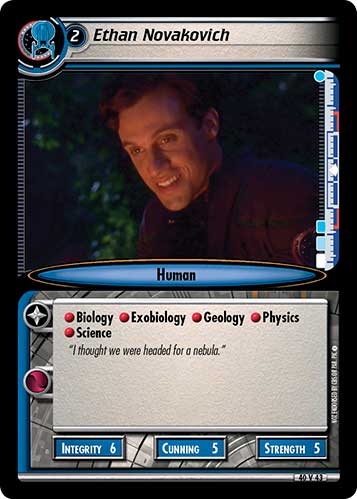 2 Ethan Novakovich
Human
Biology Exobiology Geology Physics
Science
"I thought we were headed for a nebula."
INTEGRITY 6 CUNNING 5 STRENGTH 5
40 V 43